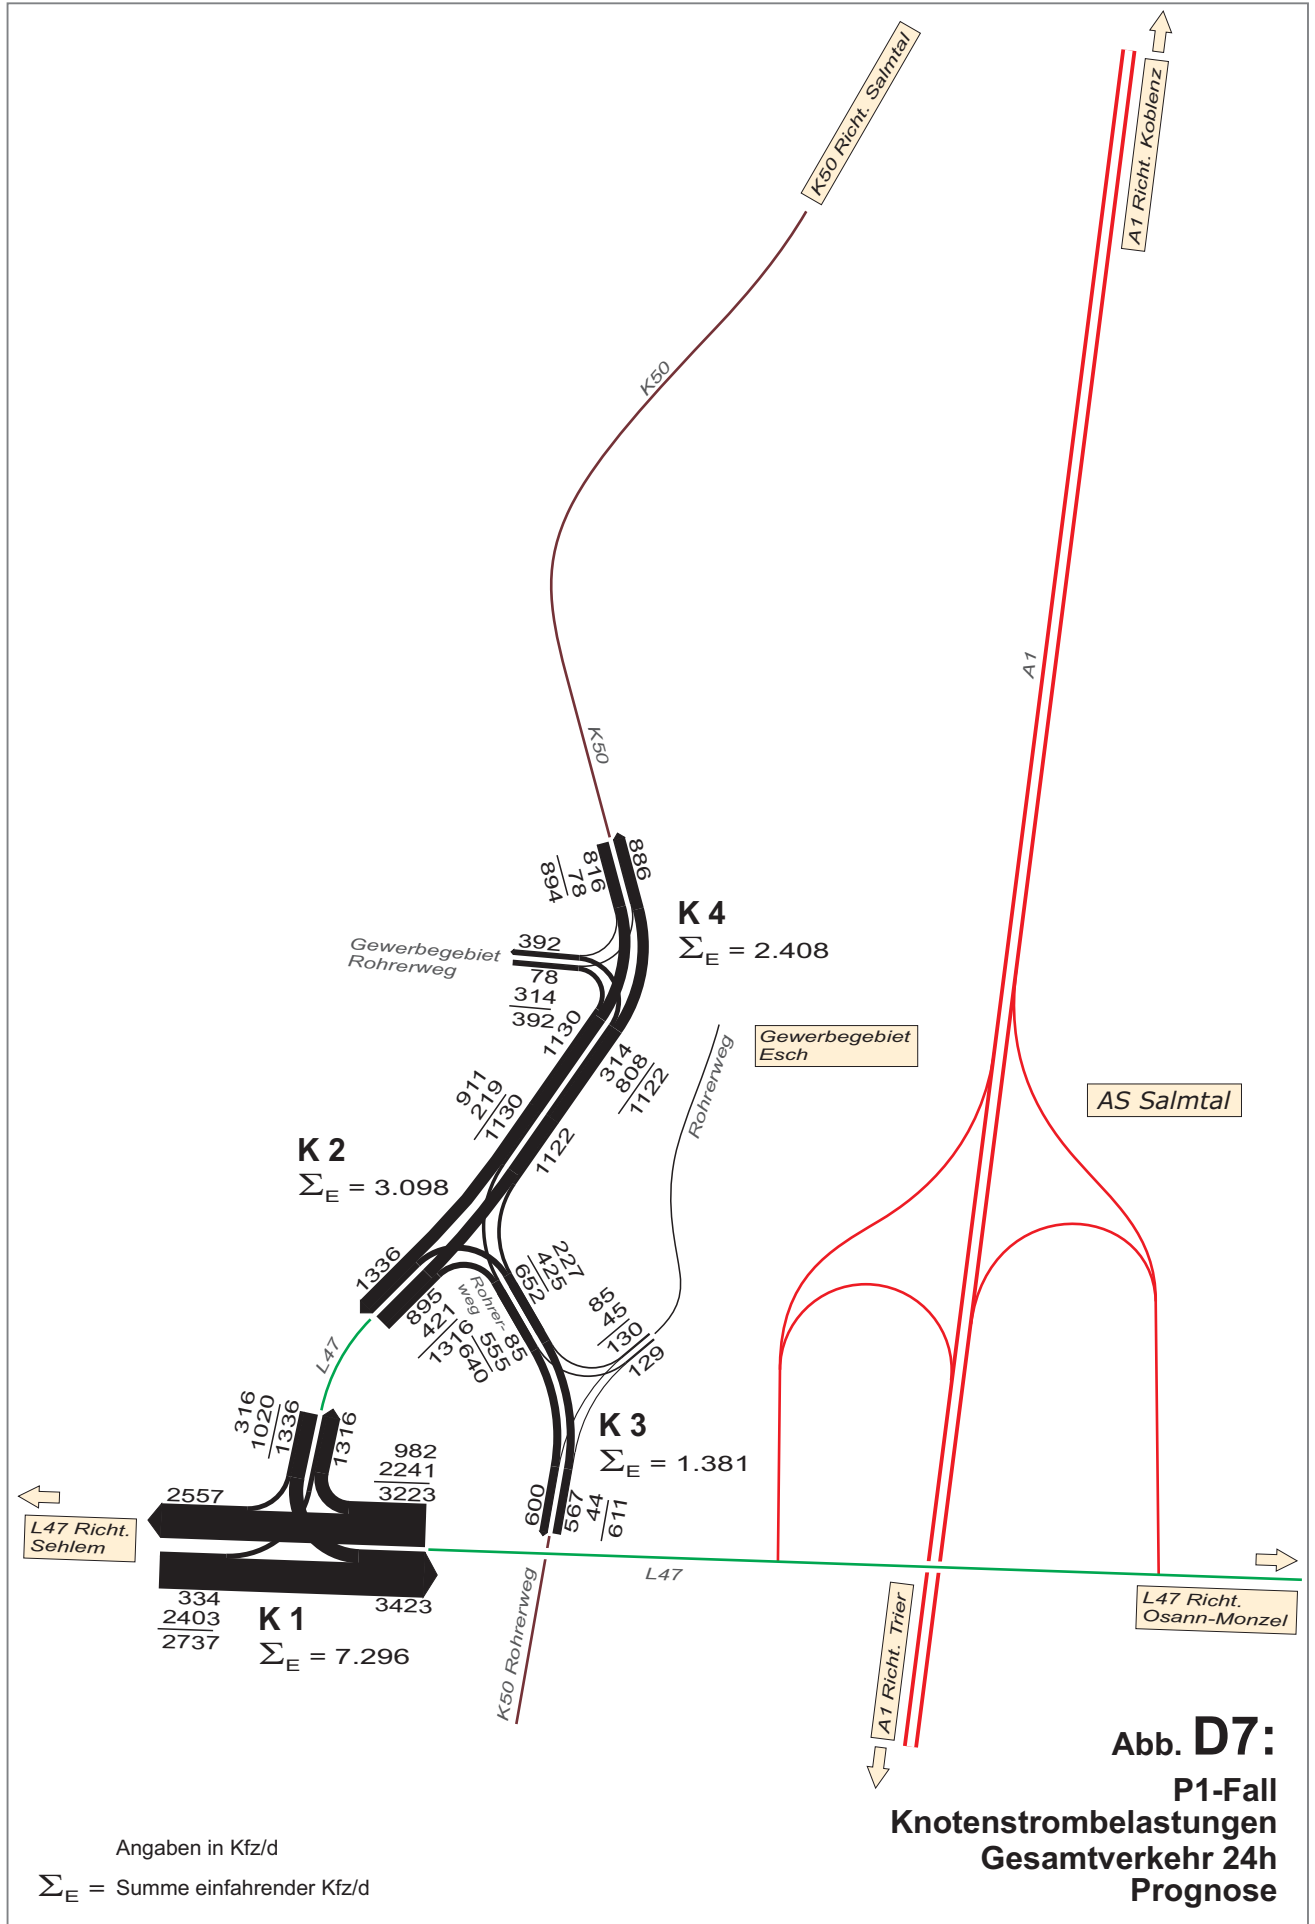 K50 Richt. Salmtal
A1 Richt. Koblenz
K50
A1
K50
886
816
78
894
K 4
ΣE = 2.408
Gewerbegebiet
Rohrerweg
392
78
314
392
1130
314
808
1122
Rohrerweg
Gewerbegebiet
Esch
AS Salmtal
911
219
1130
1122
K 2
ΣE = 3.098
1336
895
421
1316
Rohrer-
weg
227
425
652
85
555
640
85
45
130
129
L47
K 3
ΣE = 1.381
316
1020
1336
1316
982
2241
3223
2557
600
567
44
611
L47 Richt.
Sehlem
334
2403
2737
3423
K 1
ΣE = 7.296
L47
K50 Rohrerweg
A1 Richt. Trier
L47 Richt.
Osann-Monzel
Abb. D7:
P1-Fall
Knotenstrombelastungen
Gesamtverkehr 24h
Prognose
Angaben in Kfz/d
ΣE = Summe einfahrender Kfz/d